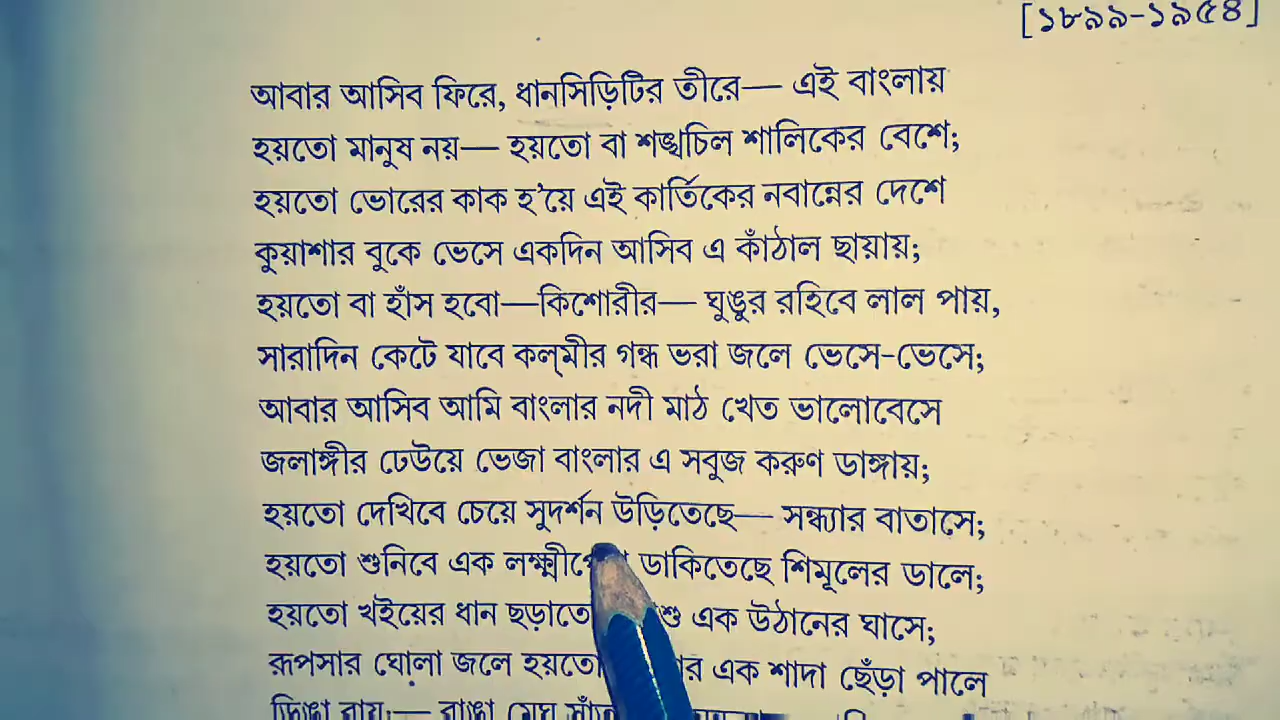 [১৮৯৯-১৯৫৪]
আবার আসিব ফিরে, ধানসিড়িটির তীরে— এই বাংলায়
হয়তো মানুষ নয়— হয়তো বা শঙ্খচিল শালিকের বেশে;
হয়তো ভোরের কাক হ'য়ে এই কার্তিকের নবান্নের দেশে
কুয়াশার বুকে ভেসে একদিন আসিব এ কাঁঠাল ছায়ায়;
হয়তো বা হাঁস হবো—কিশোরীর— ঘুঙুর রহিবে লাল পায়,
সারাদিন কেটে যাবে কল্‌মীর গন্ধ ভরা জলে ভেসে-ভেসে;
আবার আসিব আমি বাংলার নদী মাঠ খেত ভালোবেসে
জলাঙ্গীর ঢেউয়ে ভেজা বাংলার এ সবুজ করুণ ডাঙ্গায়;
হয়তো দেখিবে চেয়ে সুদর্শন উড়িতেছে— সন্ধ্যার বাতাসে;
হয়তো শুনিবে এক ডাকিতেছে শিমূলের ডালে;
হয়তো খইয়ের ধান এক উঠানের ঘাসে;
রূপসার ঘোলা জলে হয়তো এক শাদা ছেঁড়া পালে
ডিঙা বায়;— রাঙা মেঘ